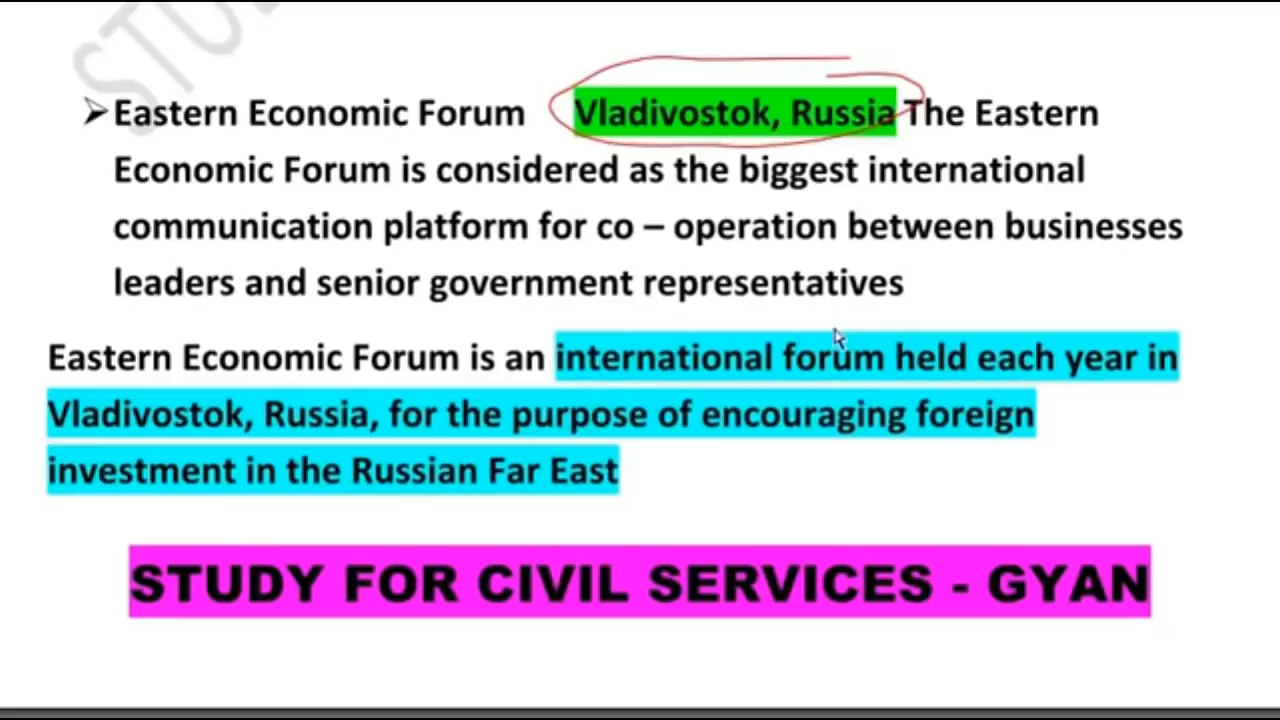 STU
➢ Eastern Economic Forum Vladivostok, Russia The Eastern
Economic Forum is considered as the biggest international
communication platform for co – operation between businesses
leaders and senior government representatives
Eastern Economic Forum is an international forum held each year in
Vladivostok, Russia, for the purpose of encouraging foreign
investment in the Russian Far East
STUDY FOR CIVIL SERVICES - GYAN